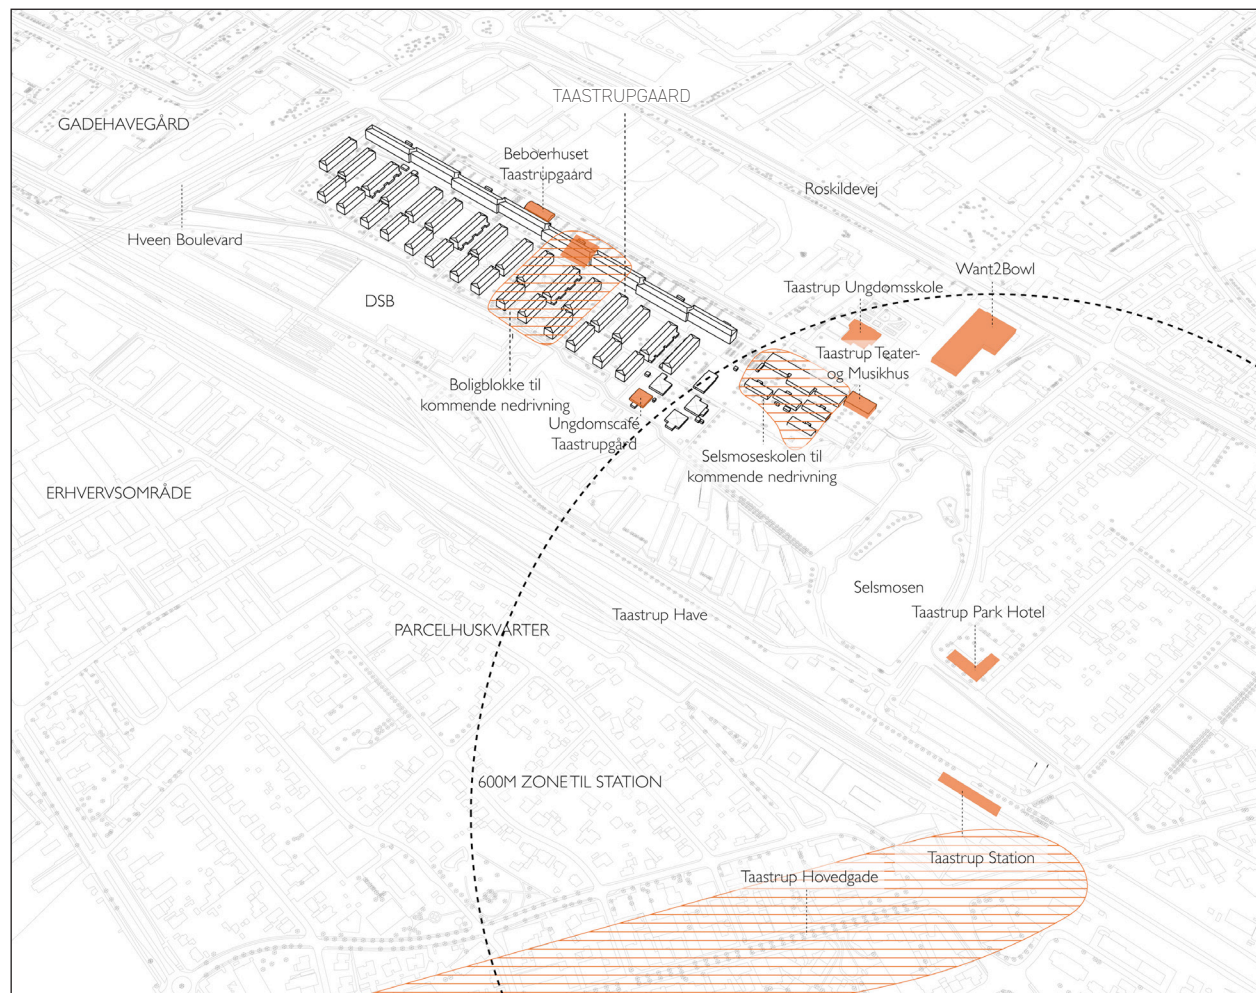 TAASTRUPGAARD
GADEHAVEGÅRD
Beboerhuset
Taastrupgaard
Roskildevej
Hveen Boulevard
Want2Bowl
Taastrup Ungdomsskole
DSB
Taastrup Teater-
og Musikhus
Boligblokke til
kommende nedrivning
Ungdomscafé
Taastrupgård
Selsmoseskolen til
kommende nedrivning
ERHVERVSOMRÅDE
Selsmosen
Taastrup Have
Taastrup Park Hotel
PARCELHUSKVARTER
600M ZONE TIL STATION
Taastrup Station
Taastrup Hovedgade